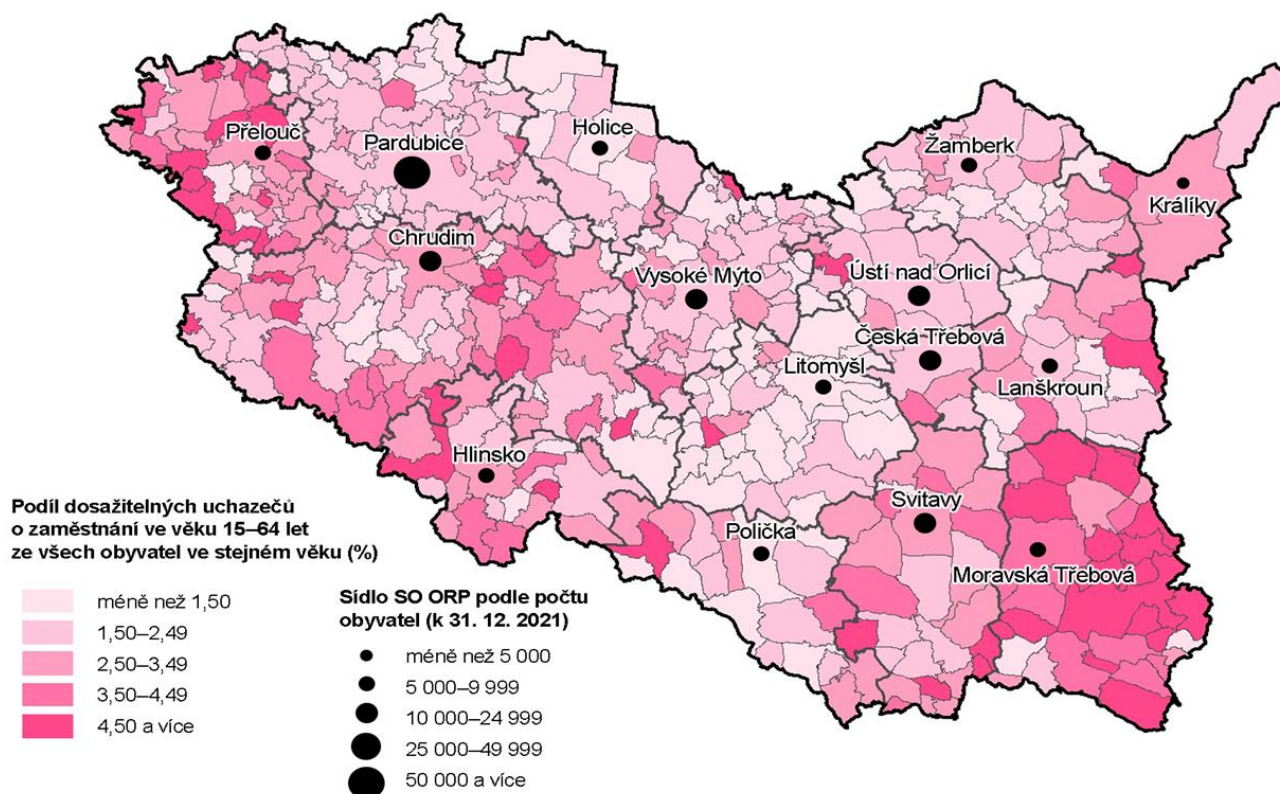 Přelouč
Pardubice
Holice
Žamberk
Králíky
Chrudim
Vysoké Mýto
Ústí nad Orlicí
Česká Třebová
Litomyšl
Lanškroun
Hlinsko
Svitavy
Polička
Moravská Třebová
Podíl dosažitelných uchazečů
o zaměstnání ve věku 15–64 let
ze všech obyvatel ve stejném věku (%)
méně než 1,50
1,50–2,49
2,50–3,49
3,50–4,49
4,50 a více
Sídlo SO ORP podle počtu
obyvatel (k 31. 12. 2021)
méně než 5 000
5 000–9 999
10 000–24 999
25 000–49 999
50 000 a více